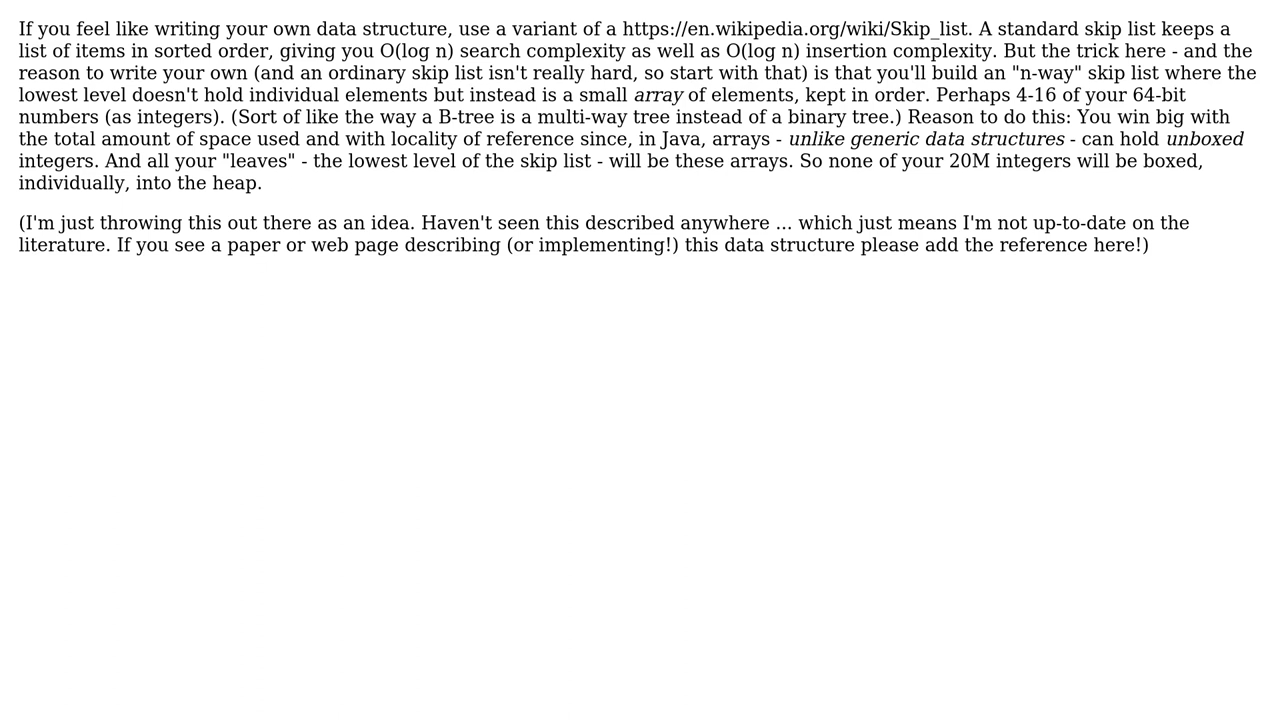 If you feel like writing your own data structure, use a variant of a https://en.wikipedia.org/wiki/Skip_list. A standard skip list keeps a
list of items in sorted order, giving you O(log n) search complexity as well as O(log n) insertion complexity. But the trick here - and the
reason to write your own (and an ordinary skip list isn't really hard, so start with that) is that you'll build an "n-way" skip list where the
lowest level doesn't hold individual elements but instead is a small array of elements, kept in order. Perhaps 4-16 of your 64-bit
numbers (as integers). (Sort of like the way a B-tree is a multi-way tree instead of a binary tree.) Reason to do this: You win big with
the total amount of space used and with locality of reference since, in Java, arrays - unlike generic data structures - can hold unboxed
integers. And all your "leaves" - the lowest level of the skip list - will be these arrays. So none of your 20M integers will be boxed,
individually, into the heap.
(I'm just throwing this out there as an idea. Haven't seen this described anywhere ... which just means I'm not up-to-date on the
literature. If you see a paper or web page describing (or implementing!) this data structure please add the reference here!)